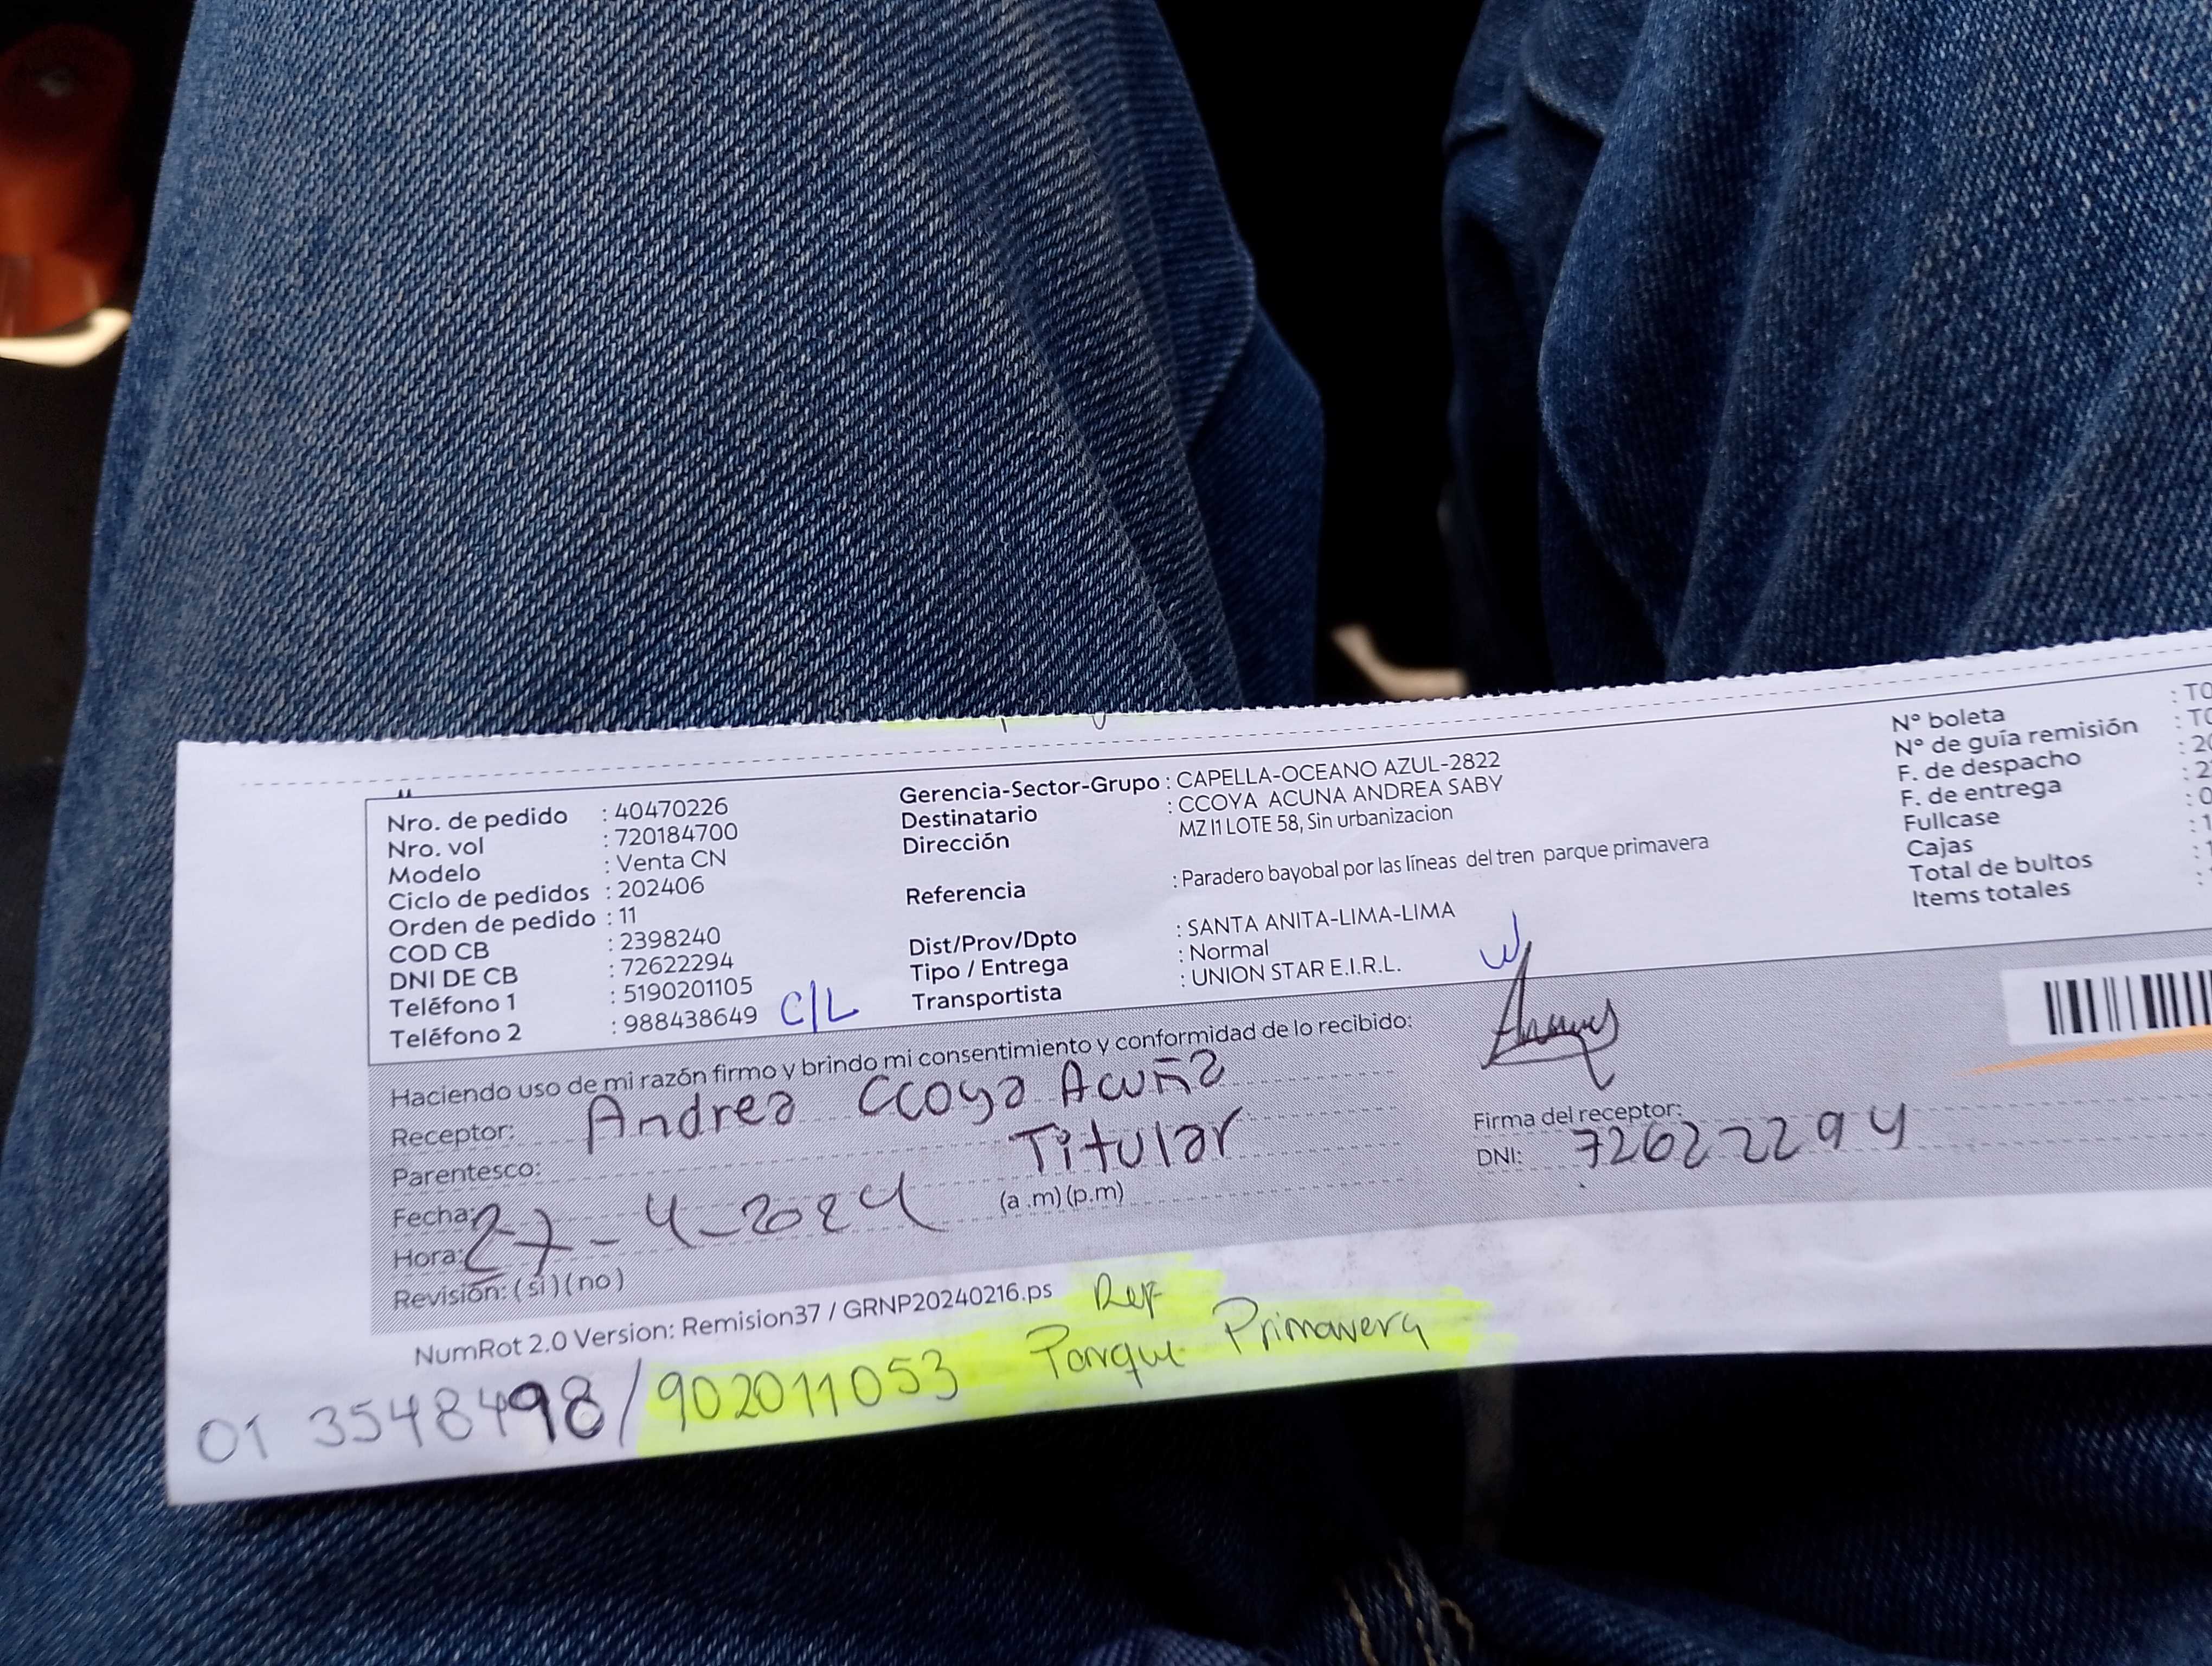 Nro. de pedido : 40470226
Nro. vol : 720184700
Modelo : Venta CN
Ciclo de pedidos : 202406
Orden de pedido : 11
COD CB : 2398240
DNI DE CB : 72622294
Teléfono 1 : 5190201105
Teléfono 2 : 988438649 C/L
Gerencia-Sector-Grupo : CAPELLA-OCEANO AZUL-2822
Destinatario : CCOYA ACUNA ANDREA SABY
Dirección MZ I1 LOTE 58, Sin urbanizacion
Referencia : Paradero bayobal por las líneas del tren parque primavera
Dist/Prov/Dpto : SANTA ANITA-LIMA-LIMA
Tipo / Entrega : Normal
Transportista : UNION STAR E.I.R.L.
N° boleta : T0
N° de guía remisión
F. de despacho
F. de entrega
Fullcase
Cajas
Total de bultos
Items totales
Haciendo uso de mi razón firmo y brindo mi consentimiento y conformidad de lo recibido:
Receptor: Andrea Ccoya Acuña
Parentesco: Titular
Fecha: 27-4-2024
Hora: (a .m) (p.m)
Revisión: (si) (no)
Firma del receptor:
DNI: 72622294
NumRot 2.0 Version: Remision37 / GRNP20240216.ps
Ref
01 3548498/902011053 Parque Primavera